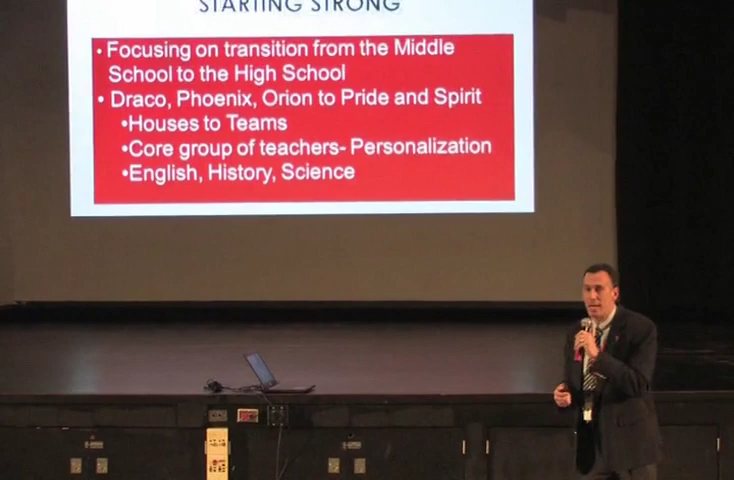 STARTING STRONG
• Focusing on transition from the Middle
School to the High School
• Draco, Phoenix, Orion to Pride and Spirit
•Houses to Teams
•Core group of teachers- Personalization
•English, History, Science